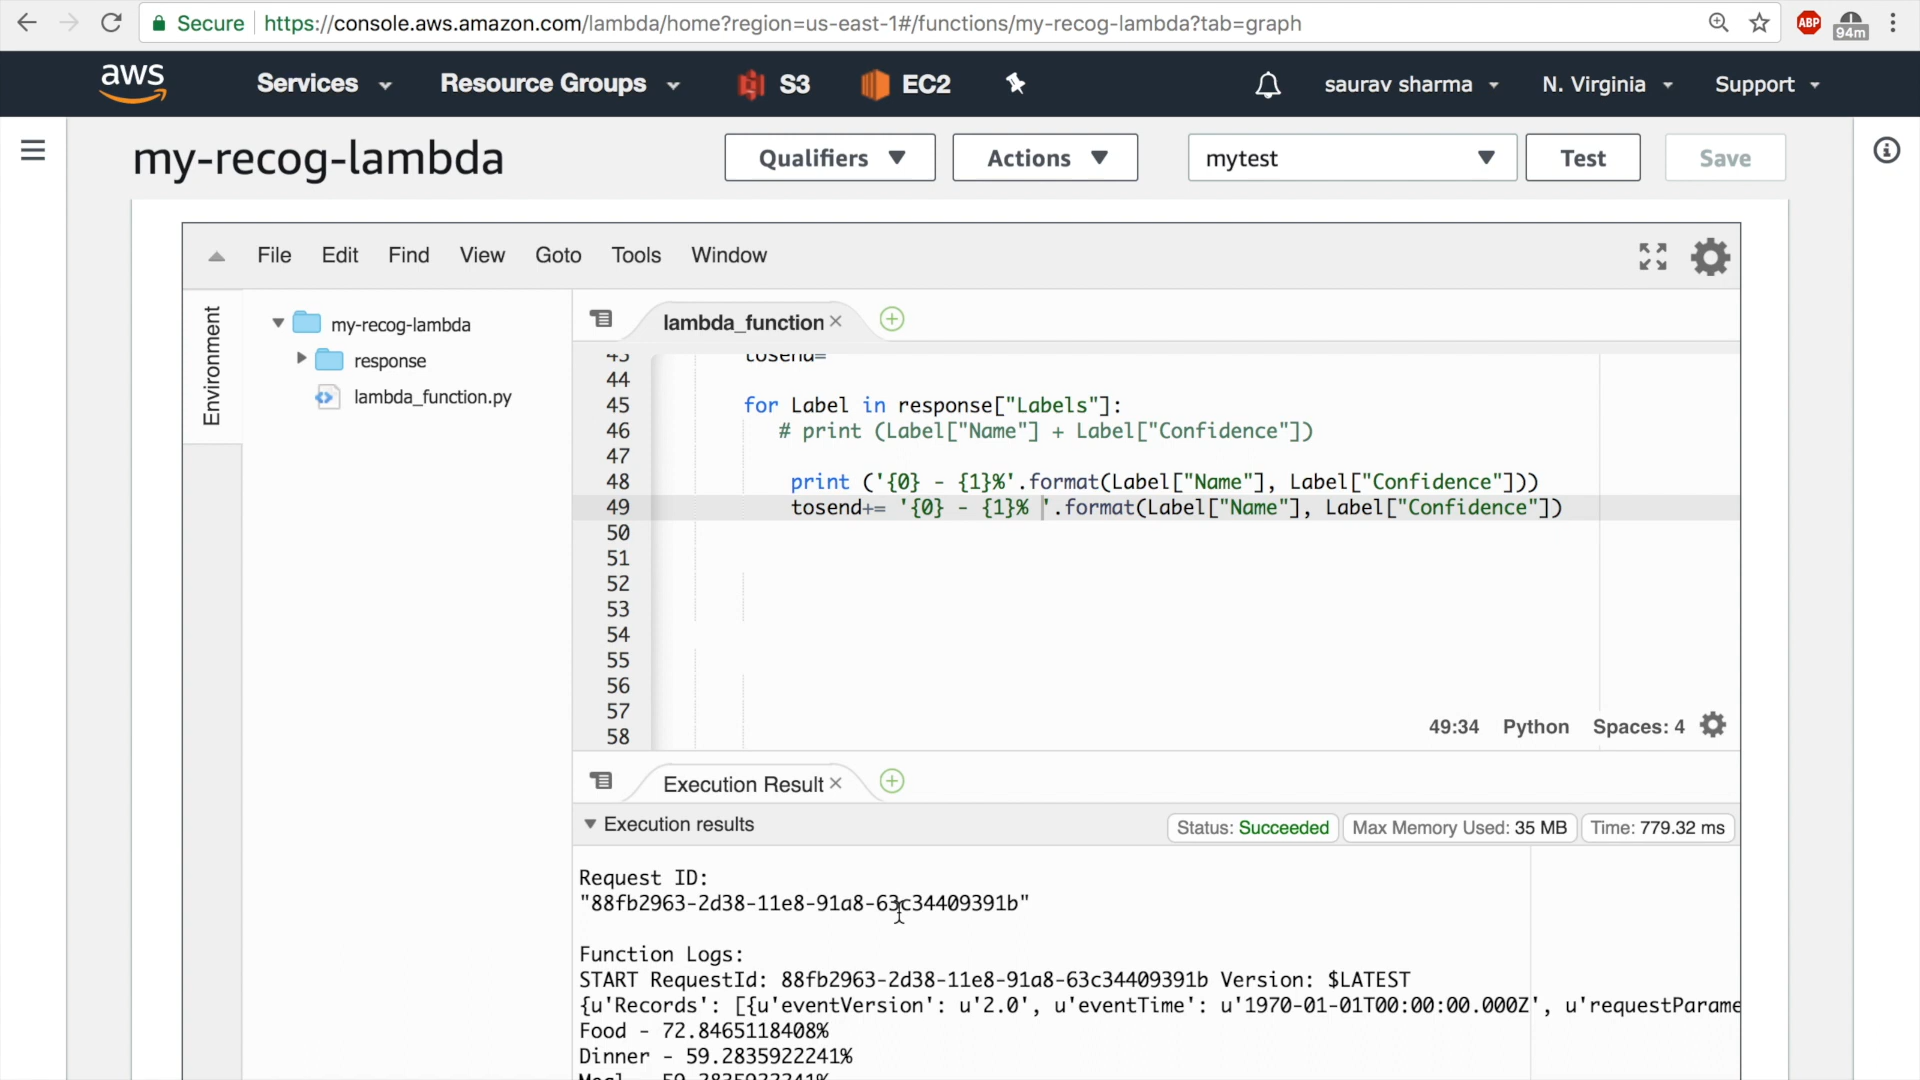 Secure https://console.aws.amazon.com/lambda/home?region=us-east-1#/functions/my-recog-lambda?tab=graph
ABP
94m
aws Services Resource Groups S3 EC2 saurav sharma N. Virginia Support
my-recog-lambda Qualifiers Actions mytest Test Save
File Edit Find View Goto Tools Window
Environment
my-recog-lambda
response
lambda_function.py
lambda_function
43 tosend=
44
45 for Label in response["Labels"]:
46 # print (Label["Name"] + Label["Confidence"])
47
48 print ('{0} - {1}%'.format(Label["Name"], Label["Confidence"]))
49 tosend+= '{0} - {1}% '.format(Label["Name"], Label["Confidence"])
50
51
52
53
54
55
56
57
58
49:34 Python Spaces: 4
Execution Result
Execution results Status: Succeeded Max Memory Used: 35 MB Time: 779.32 ms
Request ID:
"88fb2963-2d38-11e8-91a8-63c34409391b"
Function Logs:
START RequestId: 88fb2963-2d38-11e8-91a8-63c34409391b Version: $LATEST
{u'Records': [{u'eventVersion': u'2.0', u'eventTime': u'1970-01-01T00:00:00.000Z', u'requestParame
Food - 72.8465118408%
Dinner - 59.2835922241%
Meal - 59.2835922241%